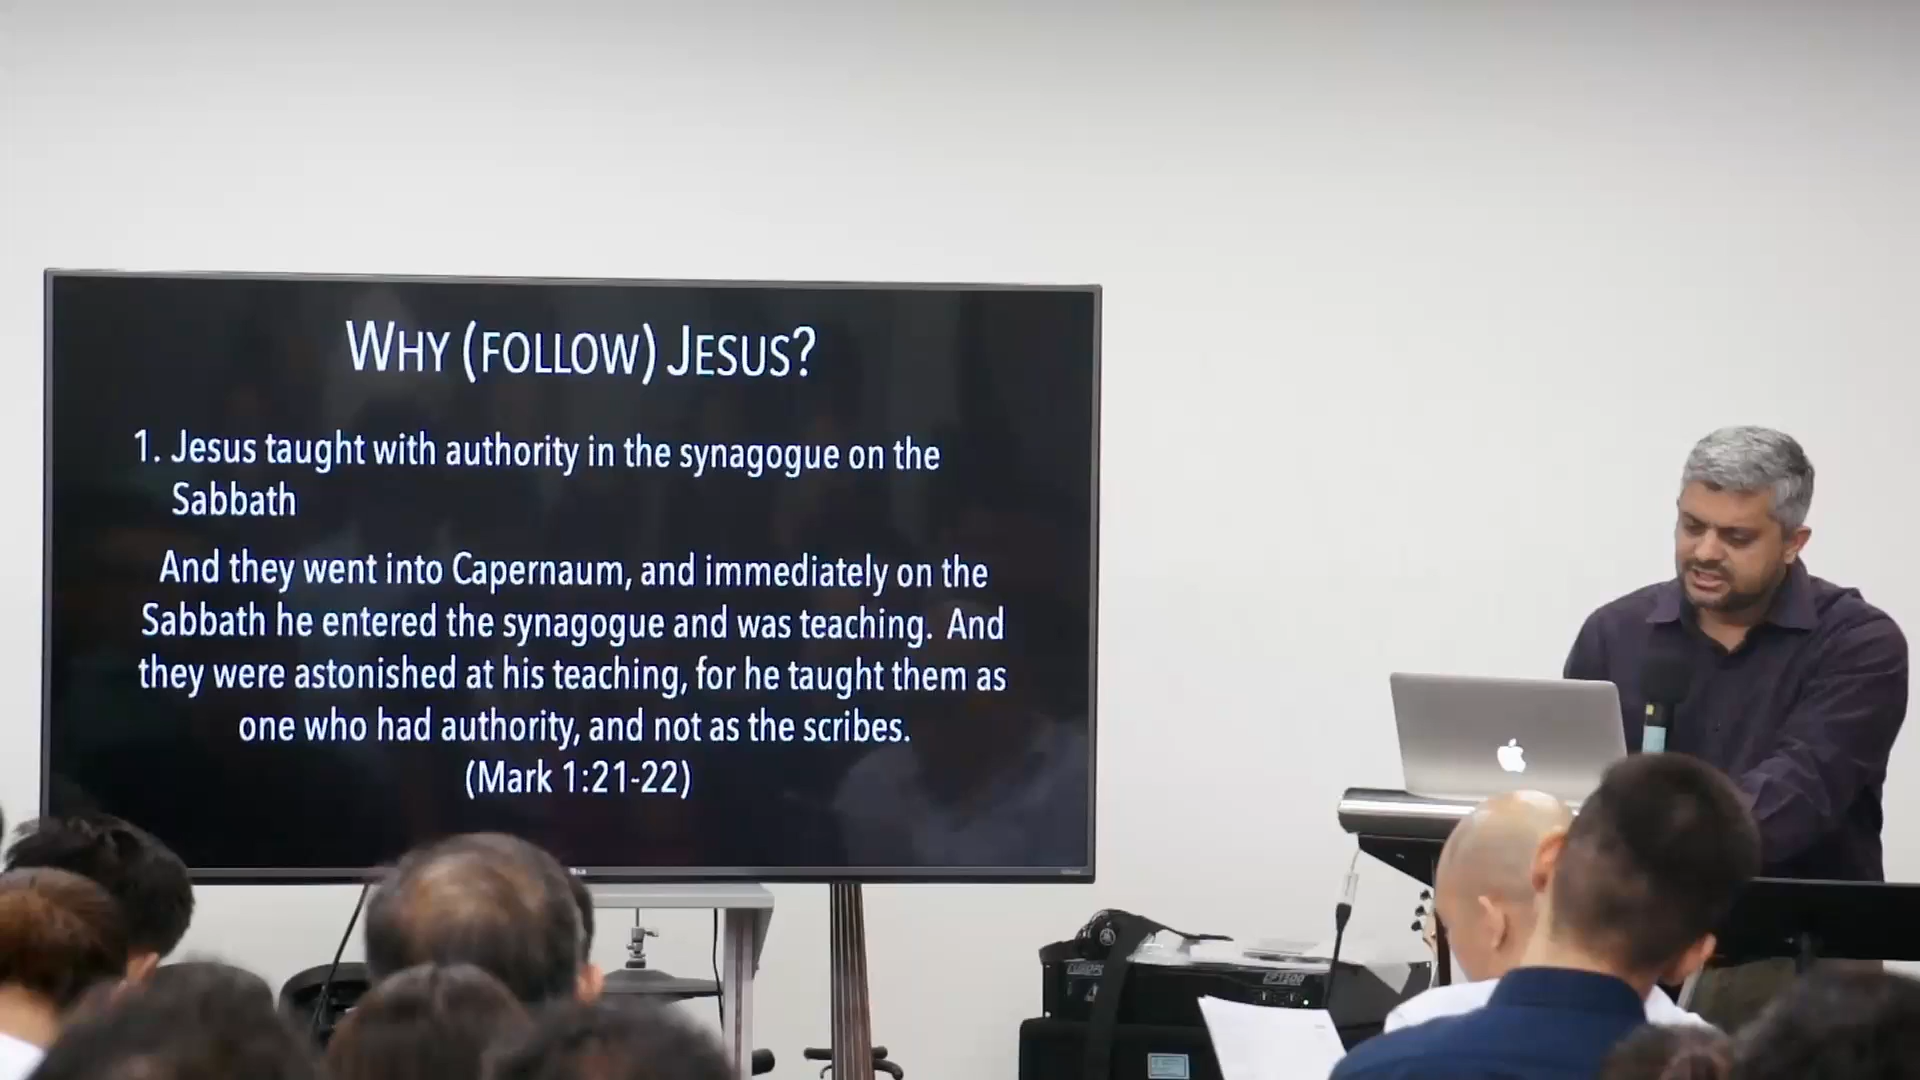 WHY (FOLLOW) JESUS?
1. Jesus taught with authority in the synagogue on the
Sabbath
And they went into Capernaum, and immediately on the
Sabbath he entered the synagogue and was teaching. And
they were astonished at his teaching, for he taught them as
one who had authority, and not as the scribes.
(Mark 1:21-22)